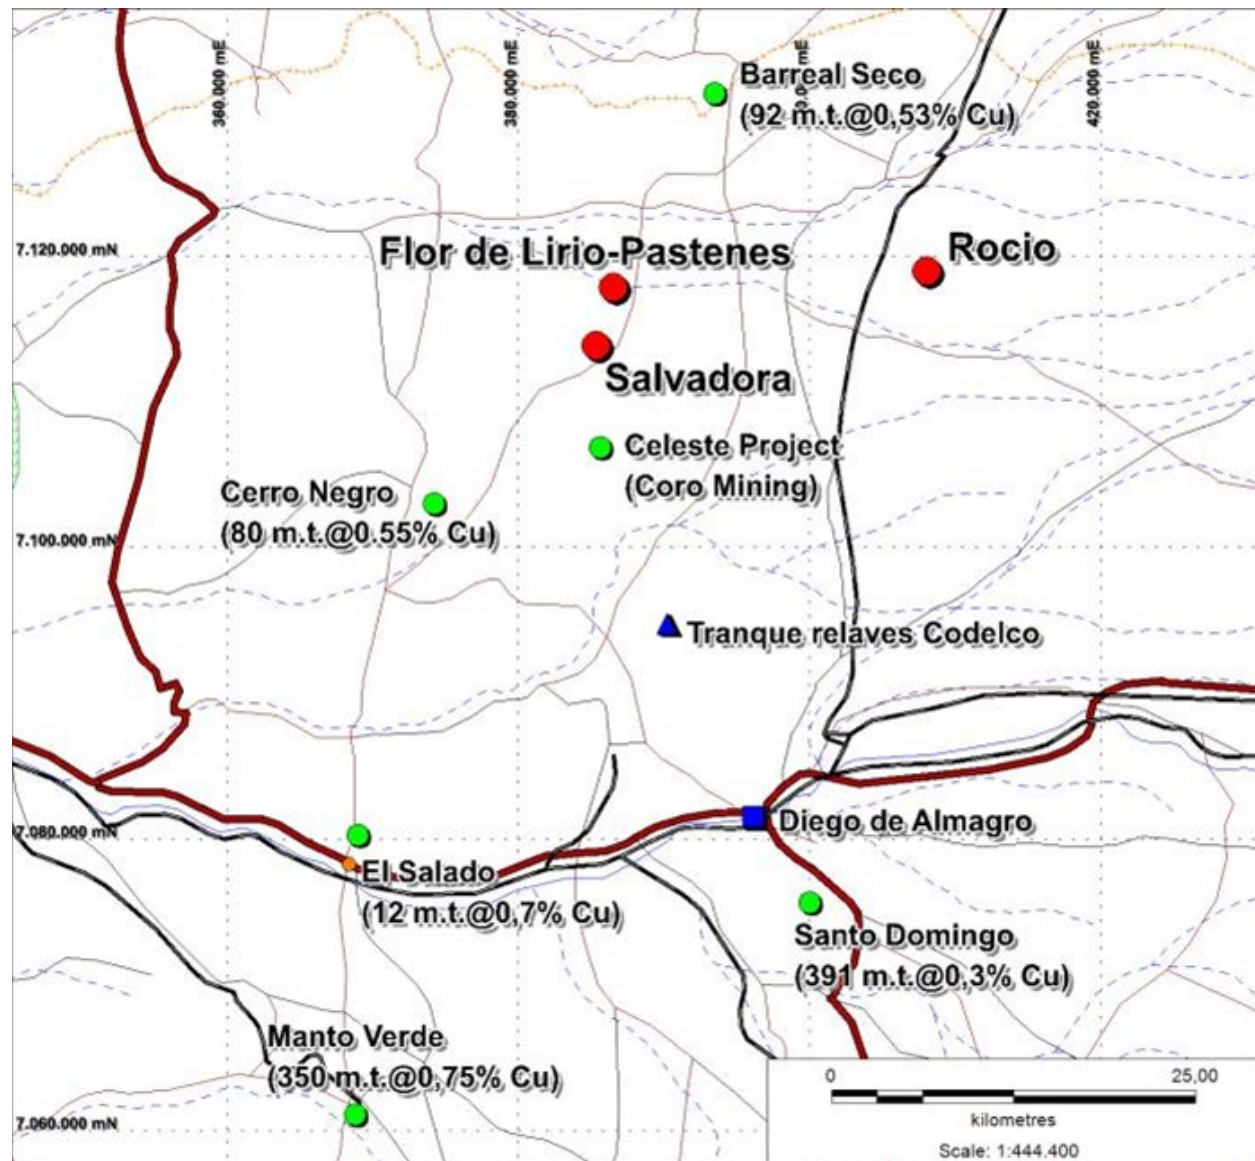 360.000 mE
380.000 mE
mE
420.000 mE
Barreal Seco
(92 m.t.@0,53% Cu)
7.120.000 mN
Flor de Lirio-Pastenes
Rocio
Salvadora
Celeste Project
(Coro Mining)
Cerro Negro
(80 m.t.@0.55% Cu)
7.100.000 mN
Tranque relaves Codelco
7.080.000 mN
Diego de Almagro
El Salado
(12 m.t.@0,7% Cu)
Santo Domingo
(391 m.t.@0,3% Cu)
Manto Verde
(350 m.t.@0,75% Cu)
7.060.000 mN
0 25,00
kilometres
Scale: 1:444.400